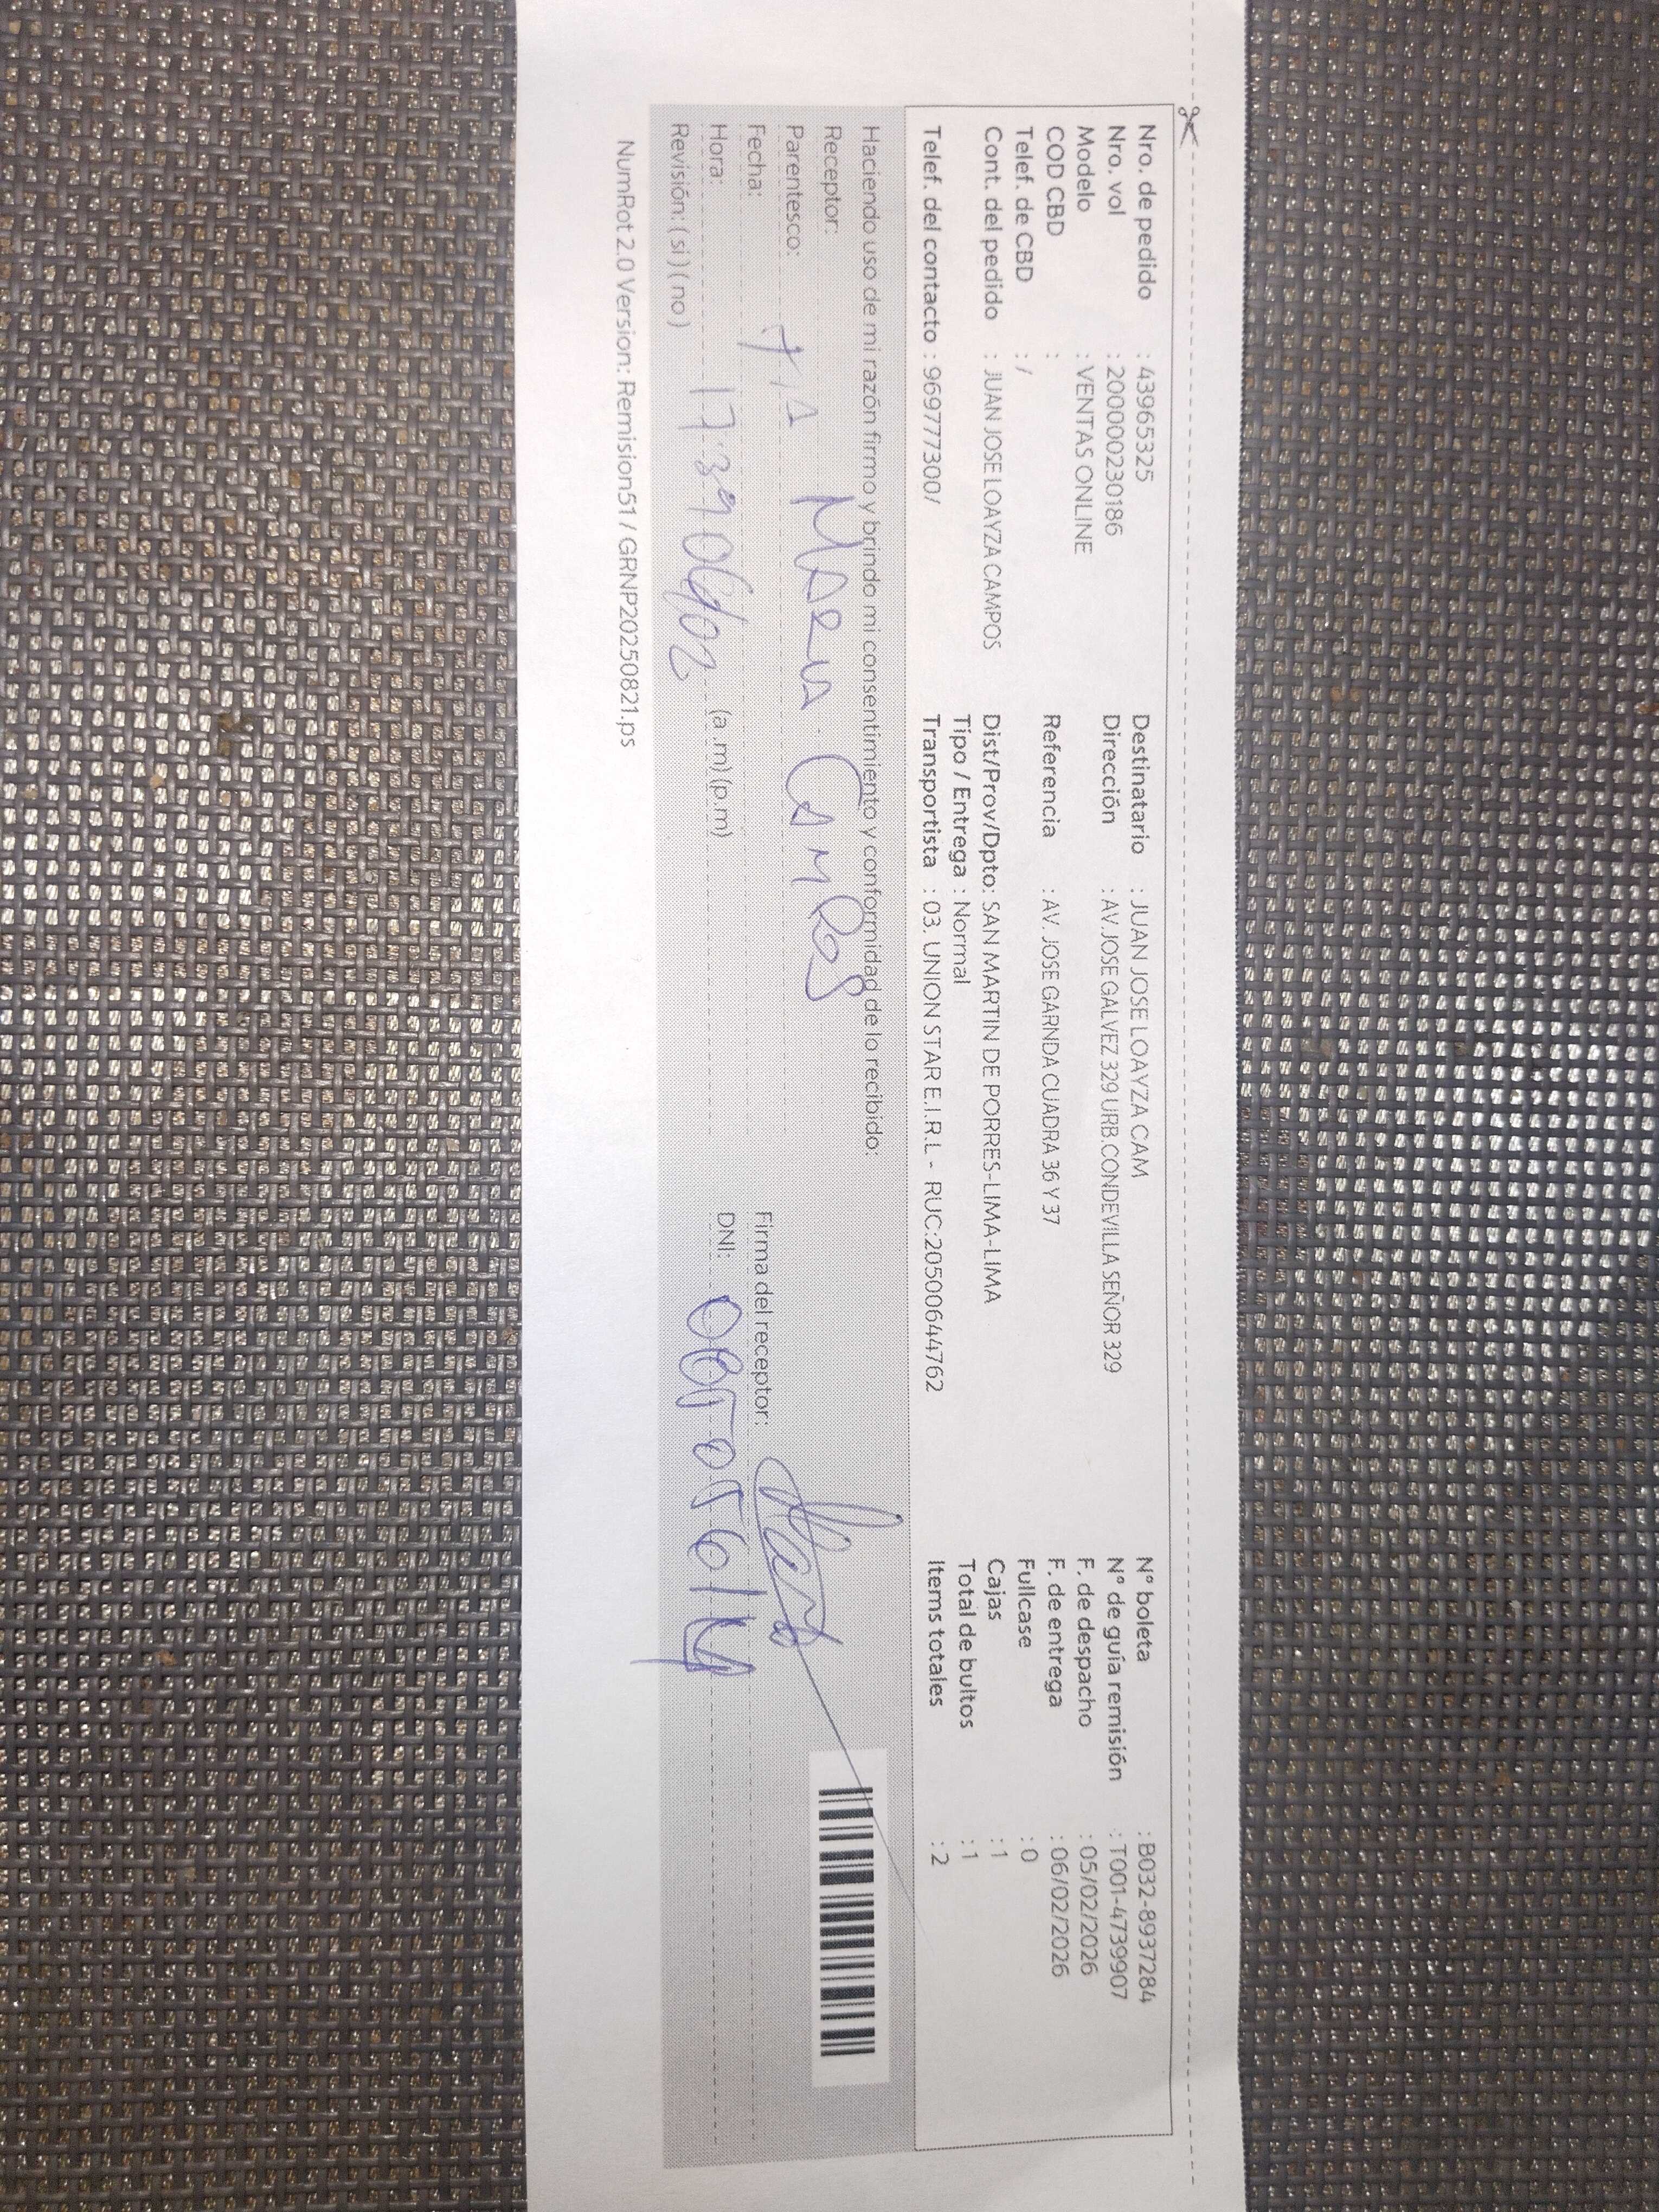 Nro. de pedido : 43965325
Nro. vol : 2000002301​86
Modelo : VENTAS ONLINE
COD CBD :
Telef. de CBD : /
Cont. del pedido : JUAN JOSE LOAYZA CAMPOS
Telef. del contacto : 969777300/
Destinatario : JUAN JOSE LOAYZA CAM
Dirección : AV.JOSE GALVEZ 329 URB.CONDEVILLA SEÑOR 329
Referencia : AV. JOSE GARNDA CUADRA 36 Y 37
Dist/Prov/Dpto: SAN MARTIN DE PORRES-LIMA-LIMA
Tipo / Entrega : Normal
Transportista : 03. UNION STAR E.I.R.L - RUC:20500644762
N° boleta : B032-8937284
N° de guía remisión : T001-4739907
F. de despacho : 05/02/2026
F. de entrega : 06/02/2026
Fullcase : 0
Cajas : 1
Total de bultos : 1
Items totales : 2
Haciendo uso de mi razón firmo y brindo mi consentimiento y conformidad de lo recibido:
Receptor: Campos
Parentesco: TIA
Fecha:
Hora: 17:39 (a.m) (p.m)
Revisión: ( si ) ( no )
Firma del receptor:
DNI:
NumRot 2.0 Version: Remision51 / GRNP20250821.ps